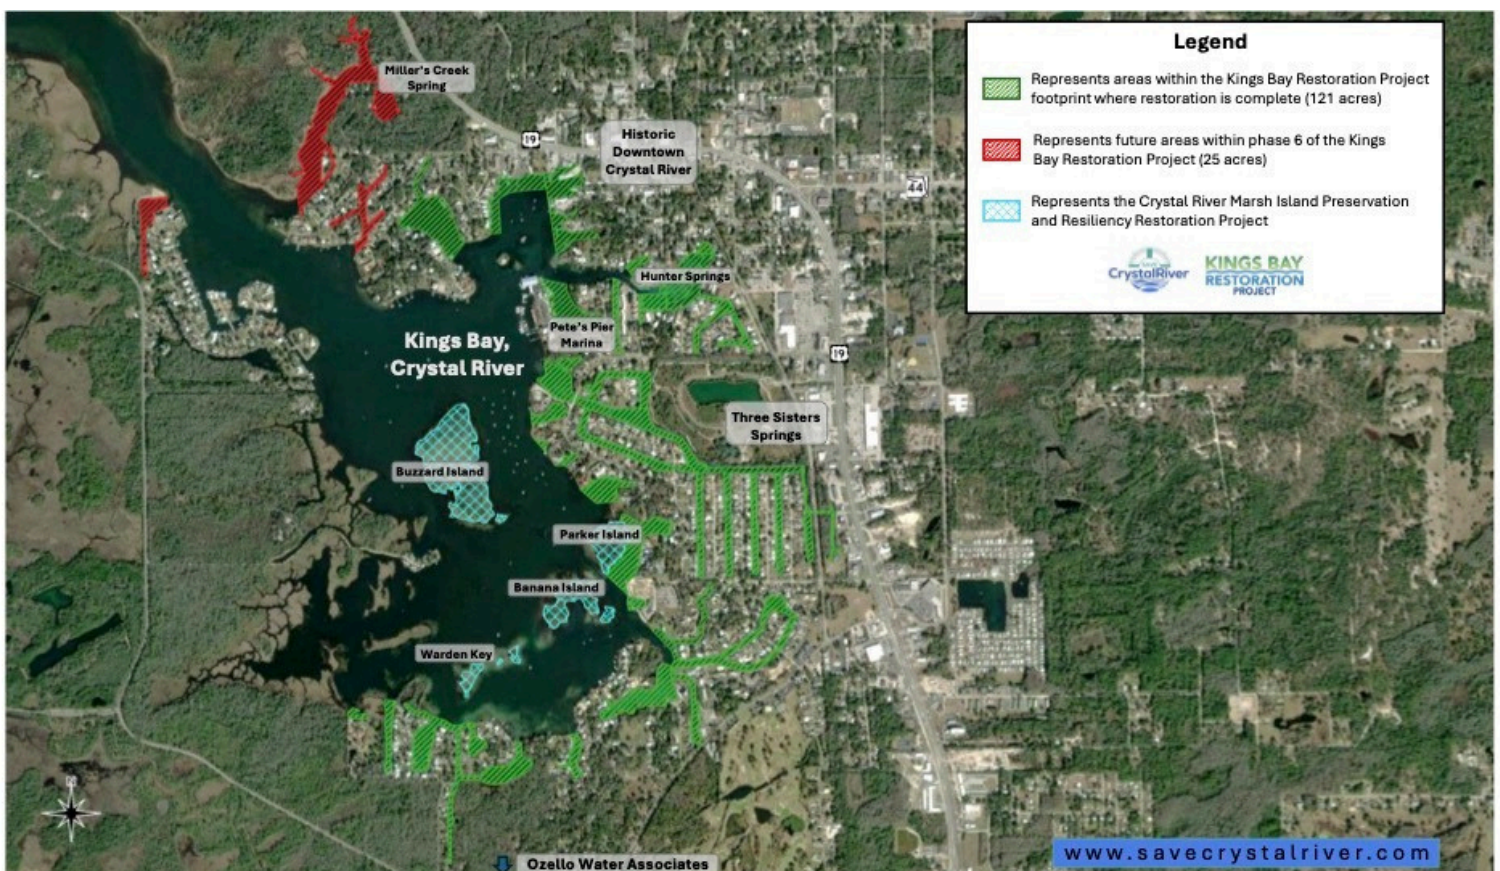 Legend
Represents areas within the Kings Bay Restoration Project
footprint where restoration is complete (121 acres)
Represents future areas within phase 6 of the Kings
Bay Restoration Project (25 acres)
Represents the Crystal River Marsh Island Preservation
and Resiliency Restoration Project
SAVE
CrystalRiver
KINGS BAY
RESTORATION
PROJECT
Miller's Creek
Spring
19
Historic
Downtown
Crystal River
44
Hunter Springs
Pete's Pier
Marina
Kings Bay,
Crystal River
19
Three Sisters
Springs
Buzzard Island
Parker Island
Banana Island
Warden Key
Ozello Water Associates
www.savecrystalriver.com